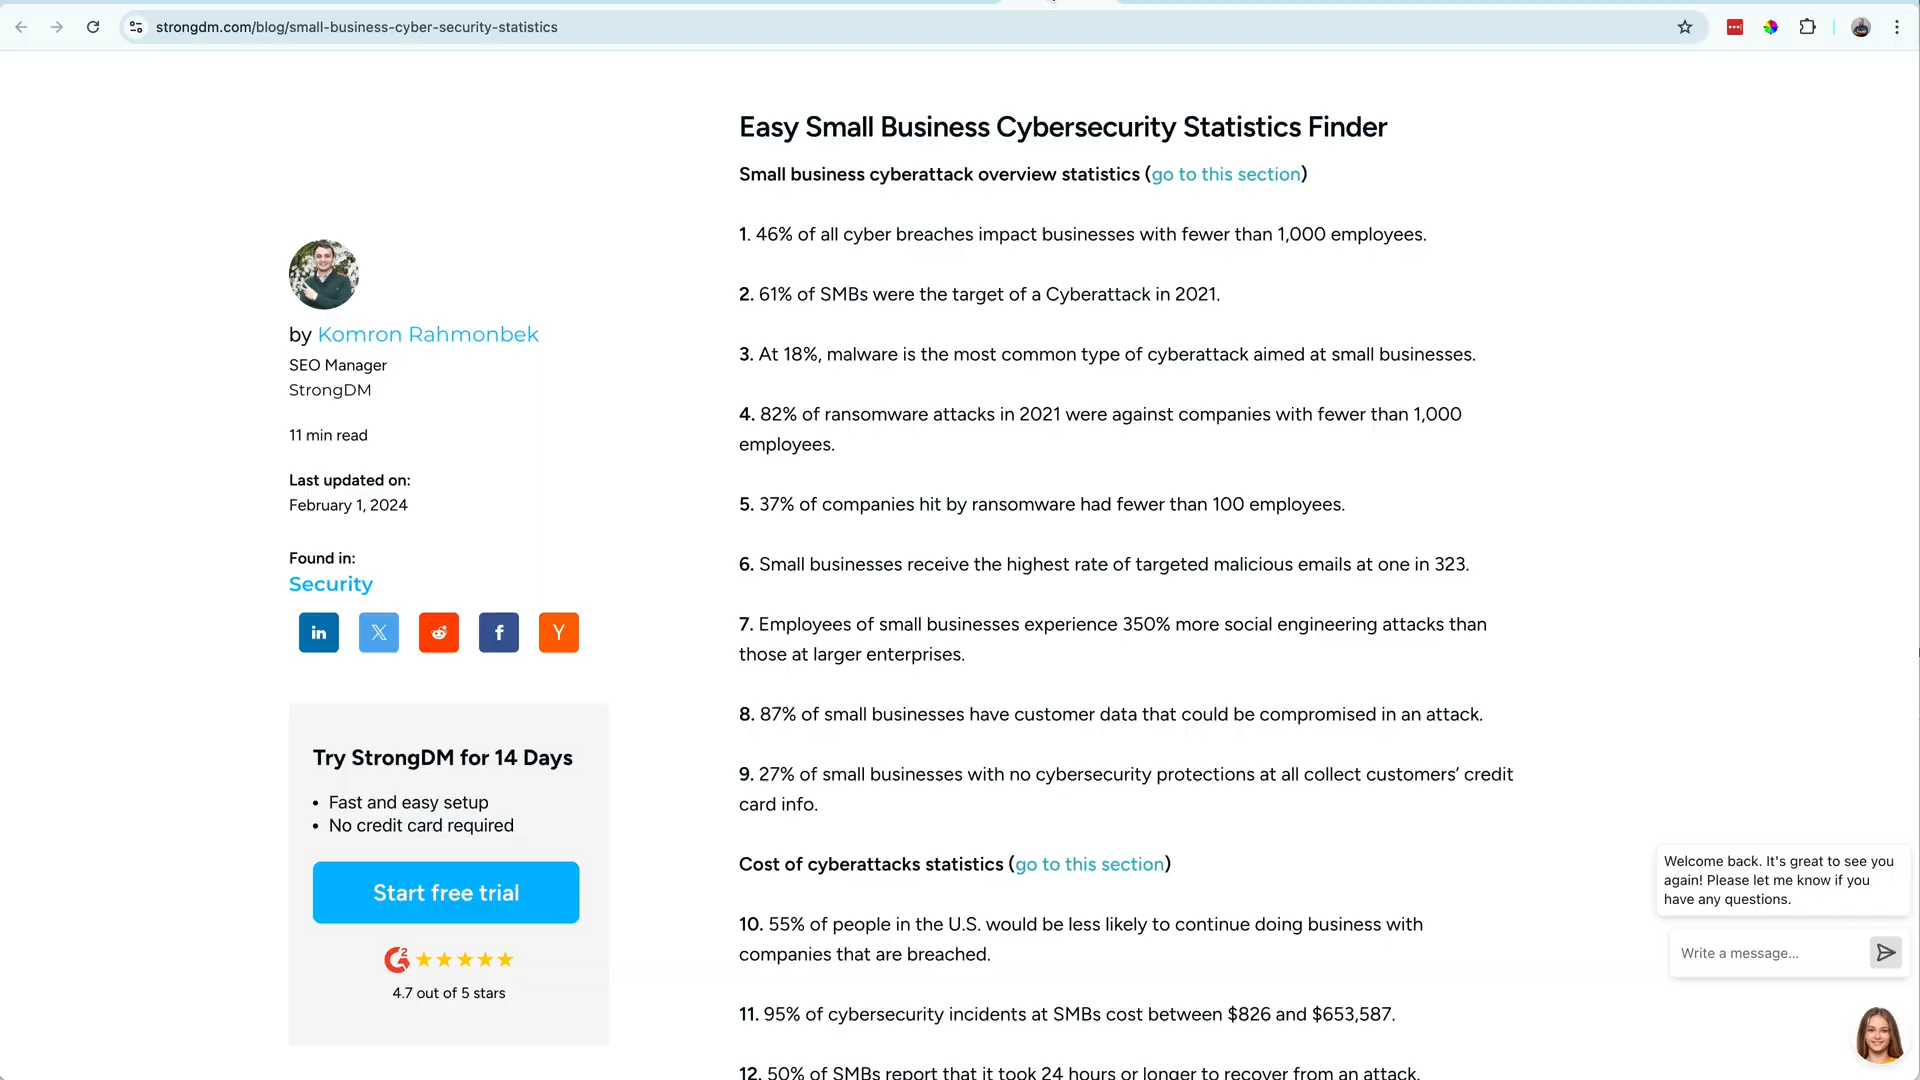 strongdm.com/blog/small-business-cyber-security-statistics
Easy Small Business Cybersecurity Statistics Finder
Small business cyberattack overview statistics (go to this section)
1. 46% of all cyber breaches impact businesses with fewer than 1,000 employees.
2. 61% of SMBs were the target of a Cyberattack in 2021.
3. At 18%, malware is the most common type of cyberattack aimed at small businesses.
4. 82% of ransomware attacks in 2021 were against companies with fewer than 1,000
employees.
5. 37% of companies hit by ransomware had fewer than 100 employees.
6. Small businesses receive the highest rate of targeted malicious emails at one in 323.
7. Employees of small businesses experience 350% more social engineering attacks than
those at larger enterprises.
8. 87% of small businesses have customer data that could be compromised in an attack.
9. 27% of small businesses with no cybersecurity protections at all collect customers’ credit
card info.
Cost of cyberattacks statistics (go to this section)
10. 55% of people in the U.S. would be less likely to continue doing business with
companies that are breached.
11. 95% of cybersecurity incidents at SMBs cost between $826 and $653,587.
12. 50% of SMBs report that it took 24 hours or longer to recover from an attack.
by Komron Rahmonbek
SEO Manager
StrongDM
11 min read
Last updated on:
February 1, 2024
Found in:
Security
in
f
Y
Try StrongDM for 14 Days
• Fast and easy setup
• No credit card required
Start free trial
G2
4.7 out of 5 stars
Welcome back. It's great to see you
again! Please let me know if you
have any questions.
Write a message...